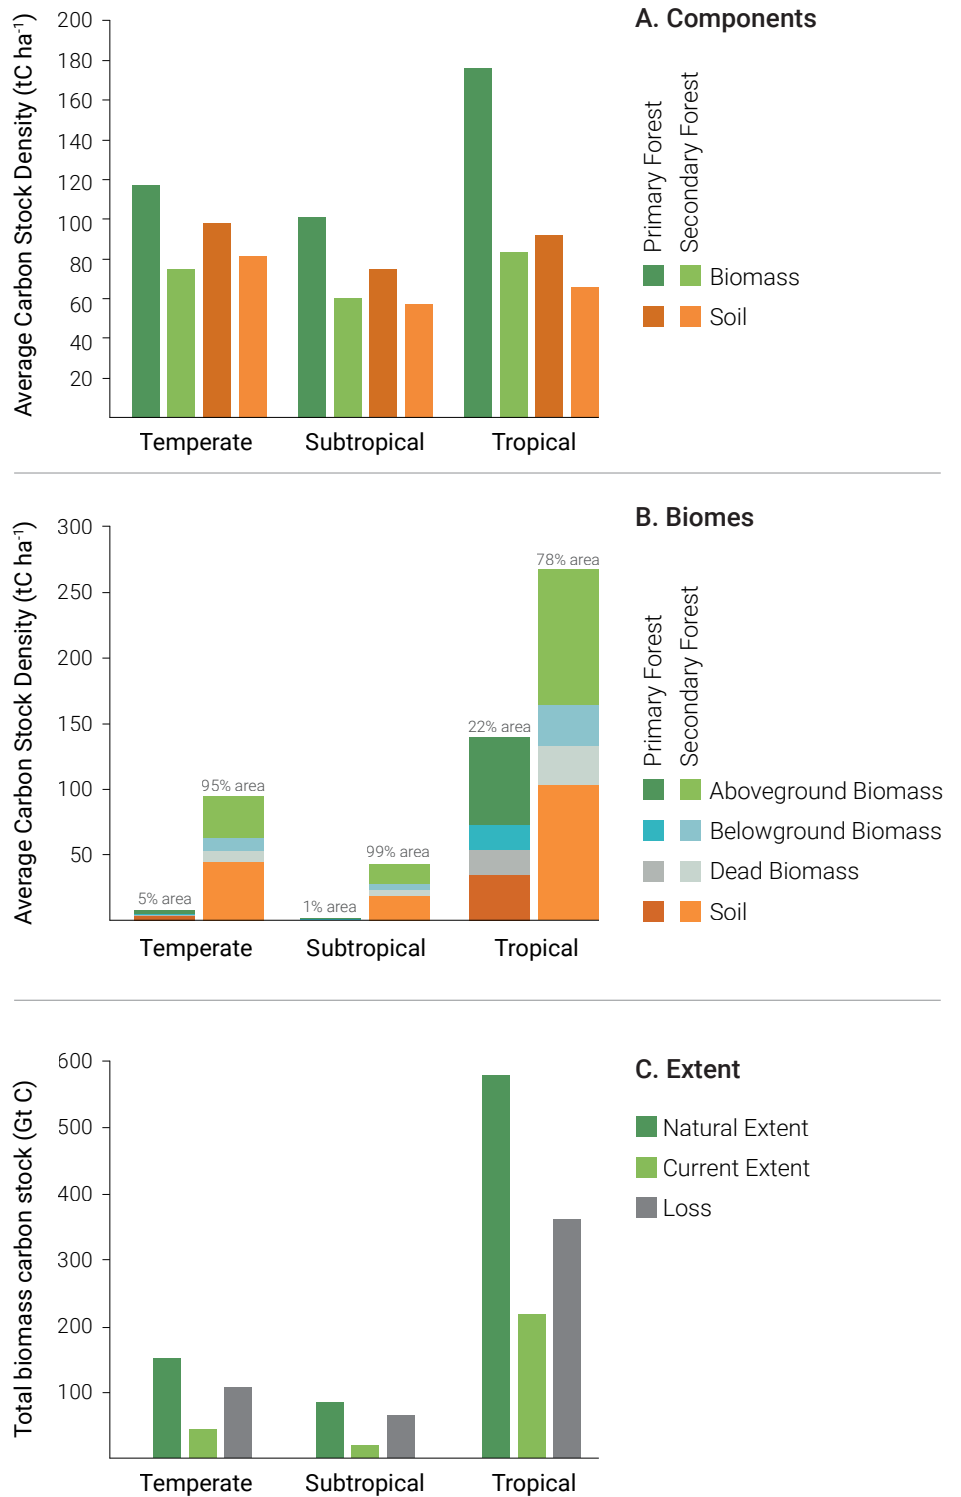 A. Components
Average Carbon Stock Density (tC ha⁻¹)
200
180
160
140
120
100
80
60
40
20
Temperate
Subtropical
Tropical
Primary Forest
Secondary Forest
Biomass
Soil
B. Biomes
Average Carbon Stock Density (tC ha⁻¹)
300
250
200
150
100
50
5% area
95% area
1% area
99% area
22% area
78% area
Temperate
Subtropical
Tropical
Primary Forest
Secondary Forest
Aboveground Biomass
Belowground Biomass
Dead Biomass
Soil
C. Extent
Total biomass carbon stock (Gt C)
600
500
400
300
200
100
Temperate
Subtropical
Tropical
Natural Extent
Current Extent
Loss